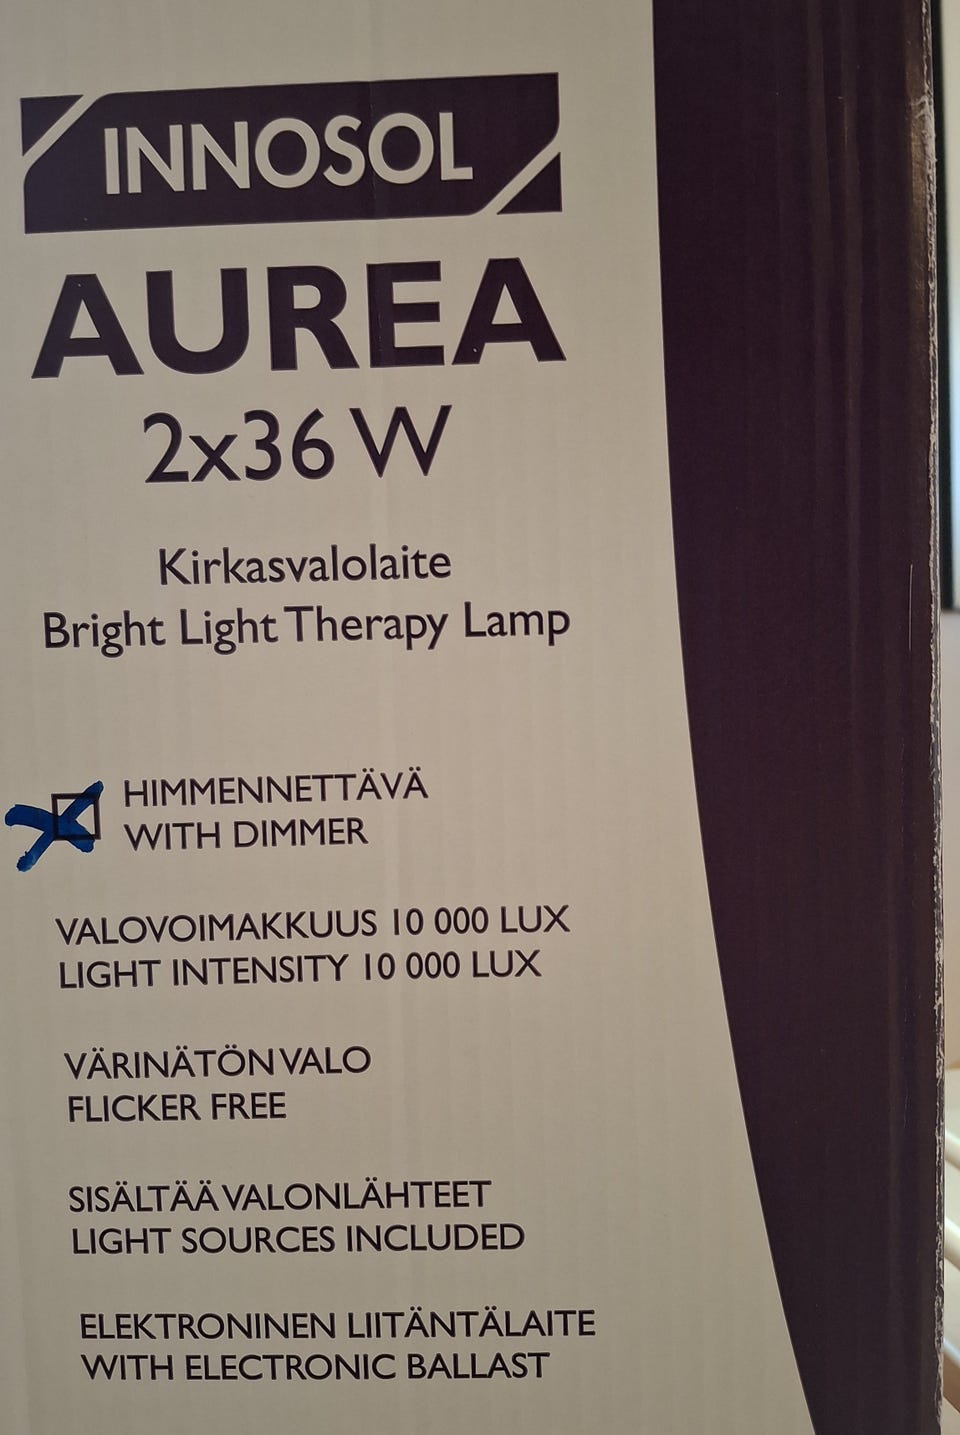 INNOSOL
AUREA
2x36 W
Kirkasvalolaite
Bright Light Therapy Lamp
HIMMENNETTÄVÄ
WITH DIMMER
VALOVOIMAKKUUS 10 000 LUX
LIGHT INTENSITY 10 000 LUX
VÄRINÄTÖN VALO
FLICKER FREE
SISÄLTÄÄ VALONLÄHTEET
LIGHT SOURCES INCLUDED
ELEKTRONINEN LIITÄNTÄLAITE
WITH ELECTRONIC BALLAST